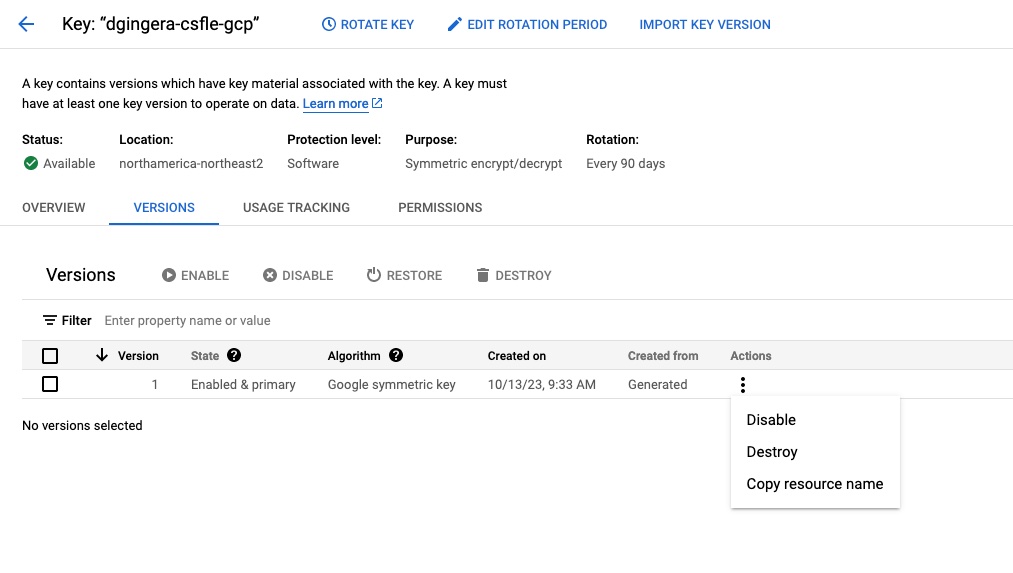 Key: “dgingera-csfle-gcp” ROTATE KEY EDIT ROTATION PERIOD IMPORT KEY VERSION
A key contains versions which have key material associated with the key. A key must
have at least one key version to operate on data. Learn more
Status: Location: Protection level: Purpose: Rotation:
Available northamerica-northeast2 Software Symmetric encrypt/decrypt Every 90 days
OVERVIEW VERSIONS USAGE TRACKING PERMISSIONS
Versions ENABLE DISABLE RESTORE DESTROY
Filter Enter property name or value
Version State Algorithm Created on Created from Actions
1 Enabled & primary Google symmetric key 10/13/23, 9:33 AM Generated
Disable
No versions selected
Destroy
Copy resource name